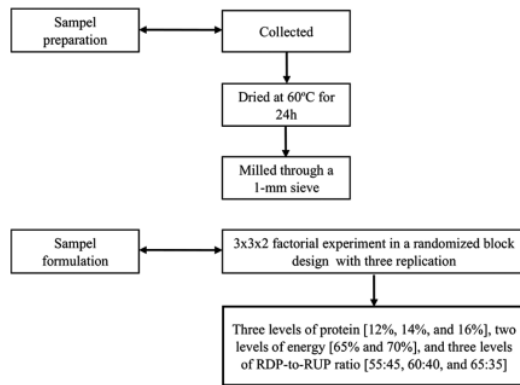 Sampel
preparation
Collected
Dried at 60ºC for
24h
Milled through a
1-mm sieve
Sampel
formulation
3x3x2 factorial experiment in a randomized block
design with three replication
Three levels of protein [12%, 14%, and 16%], two
levels of energy [65% and 70%], and three levels
of RDP-to-RUP ratio [55:45, 60:40, and 65:35]